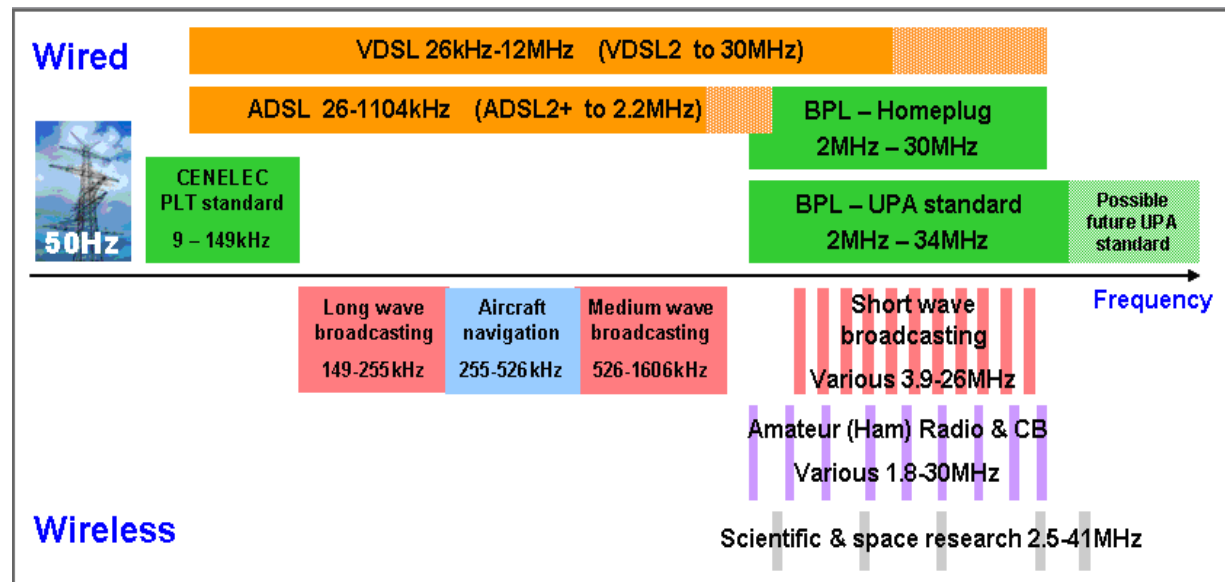 Wired
VDSL 26kHz-12MHz (VDSL2 to 30MHz)
ADSL 26-1104kHz (ADSL2+ to 2.2MHz)
BPL – Homeplug
2MHz – 30MHz
50Hz
CENELEC
PLT standard
9 – 149kHz
BPL – UPA standard
2MHz – 34MHz
Possible
future UPA
standard
Frequency
Long wave
broadcasting
149-255kHz
Aircraft
navigation
255-526kHz
Medium wave
broadcasting
526-1606kHz
Short wave
broadcasting
Various 3.9-26MHz
Amateur (Ham) Radio & CB
Various 1.8-30MHz
Wireless
Scientific & space research 2.5-41MHz